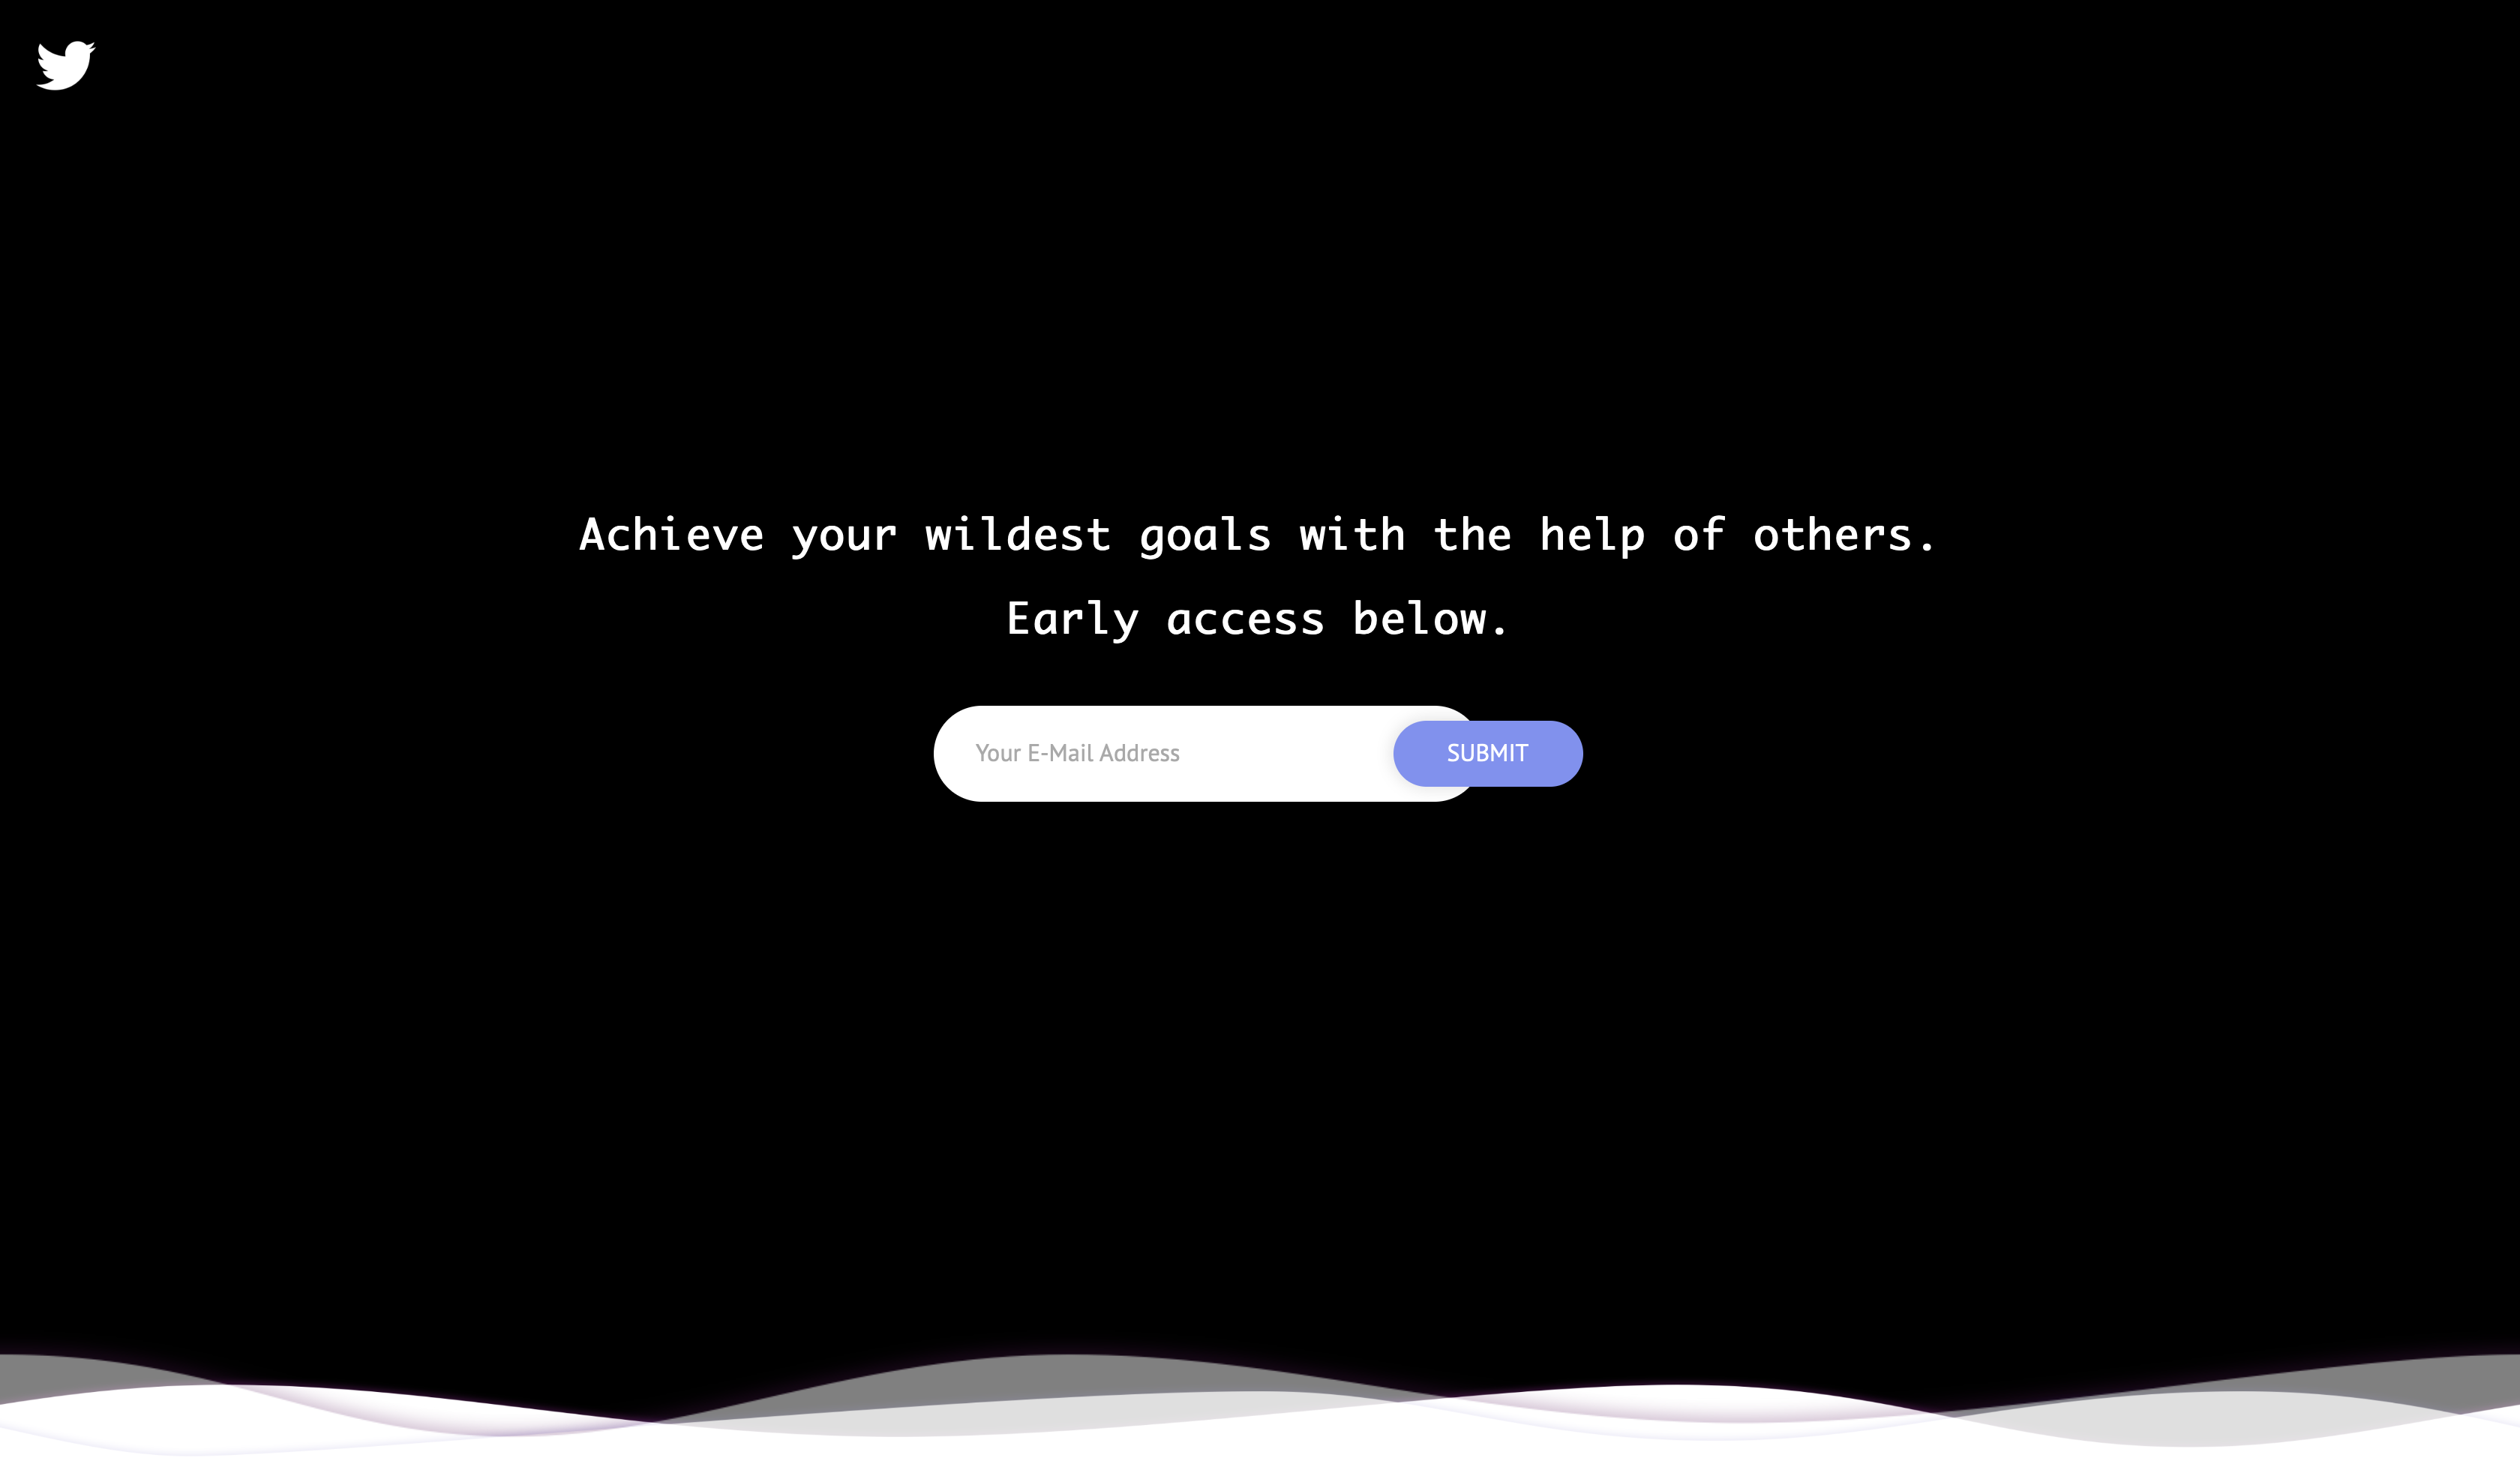 Achieve your wildest goals with the help of others.
Early access below.
Your E-Mail Address
SUBMIT